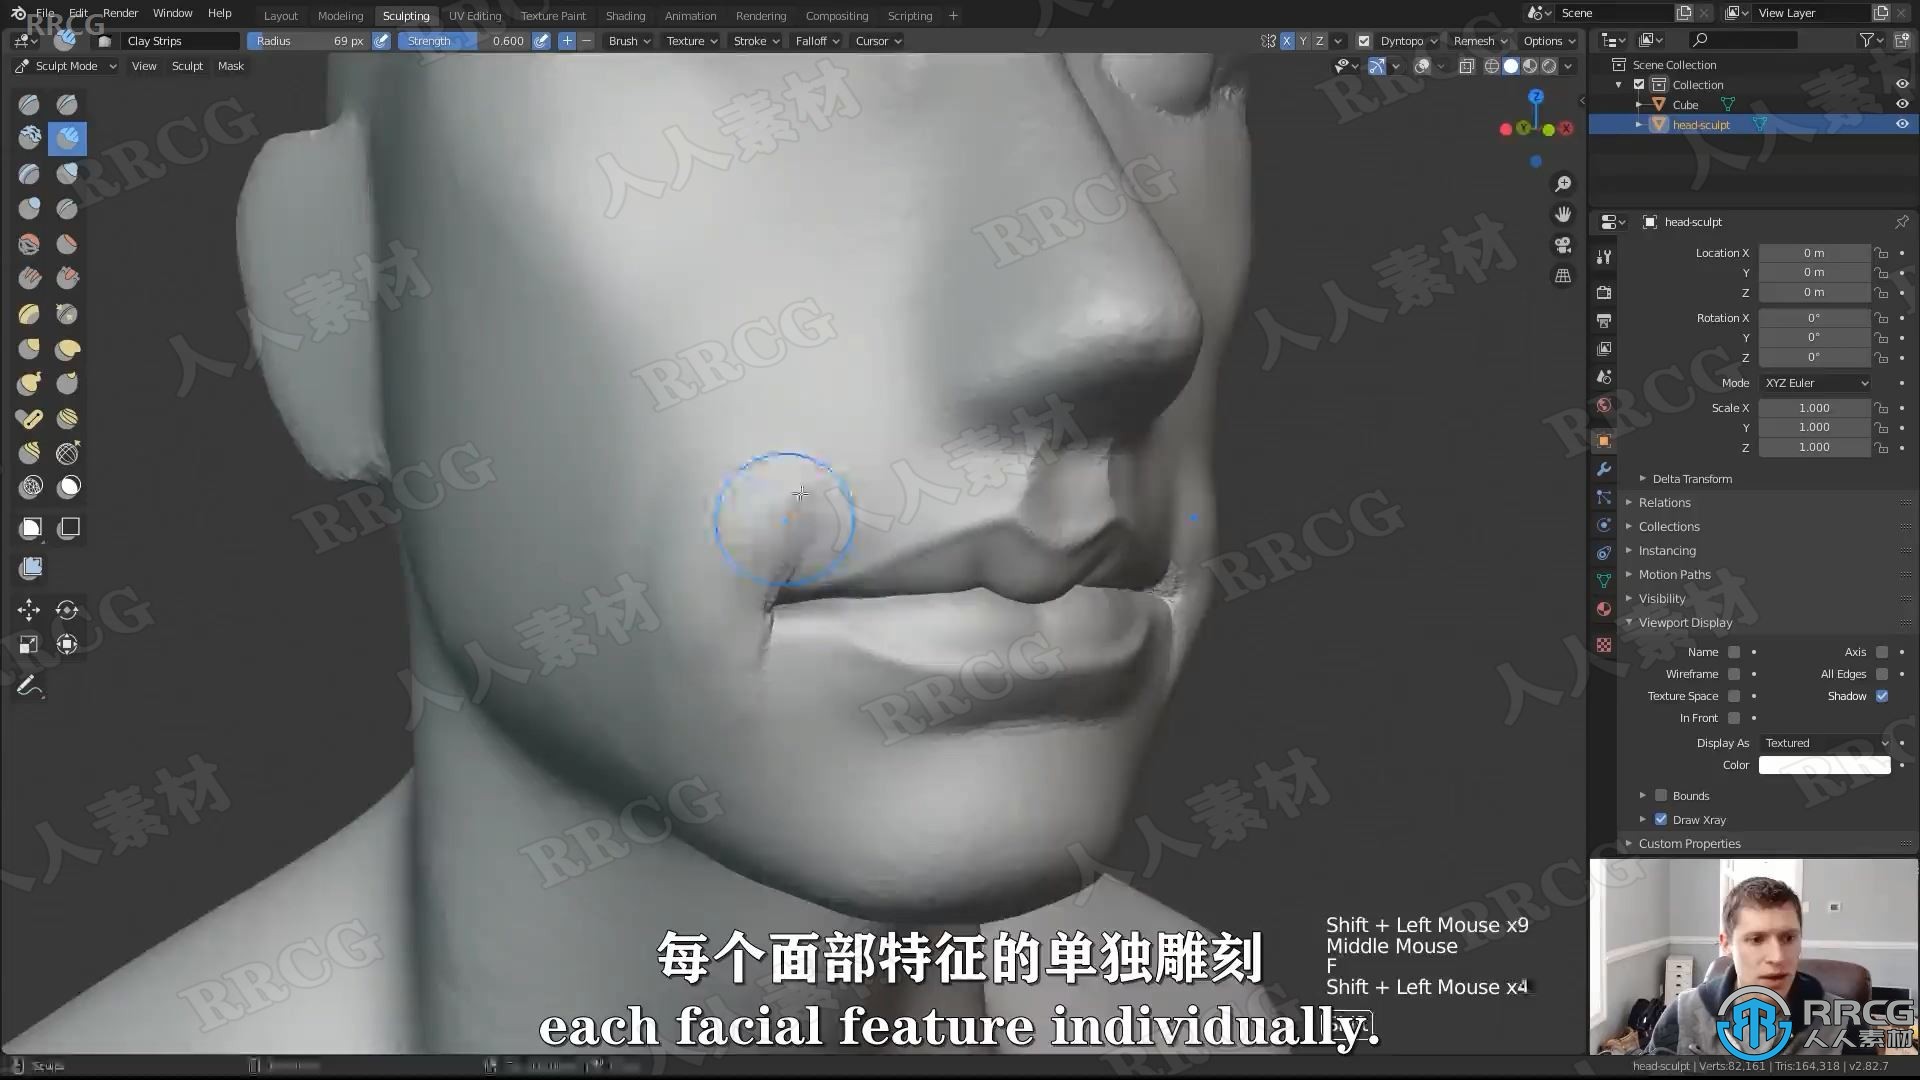 File Edit Render Window Help Layout Modeling Sculpting UV Editing Texture Paint Shading Animation Rendering Compositing Scripting + Scene View Layer
RRCG
Clay Strips Radius 69 px Strength 0.600 Brush Texture Stroke Falloff Cursor X Y Z Dyntopo Remesh Options
Sculpt Mode View Sculpt Mask
Scene Collection
Collection
Cube
head-sculpt
head-sculpt
Location X 0 m
Y 0 m
Z 0 m
Rotation X 0°
Y 0°
Z 0°
Mode XYZ Euler
Scale X 1.000
Y 1.000
Z 1.000
Delta Transform
Relations
Collections
Instancing
Motion Paths
Visibility
Viewport Display
Name Axis
Wireframe All Edges
Texture Space Shadow
In Front
Display As Textured
Color
Bounds
Draw Xray
Custom Properties
Shift + Left Mouse x9
Middle Mouse
F
Shift + Left Mouse x4
每个面部特征的单独雕刻
each facial feature individually.
RRCG
人人素材
head-sculpt | Verts:82,161 | Tris:164,318 | v2.82.7